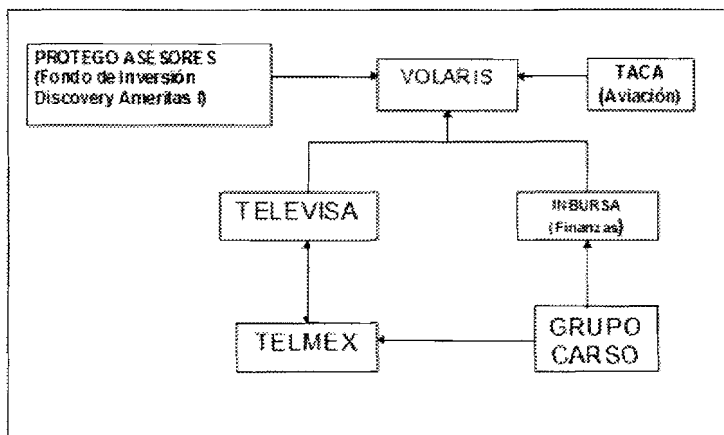 PROTEGO ASESORES
(Fondo de Inversión
Discovery Ameritas I)
VOLARIS
TACA
(Aviación)
TELEVISA
INBURSA
(Finanzas)
TELMEX
GRUPO
CARSO